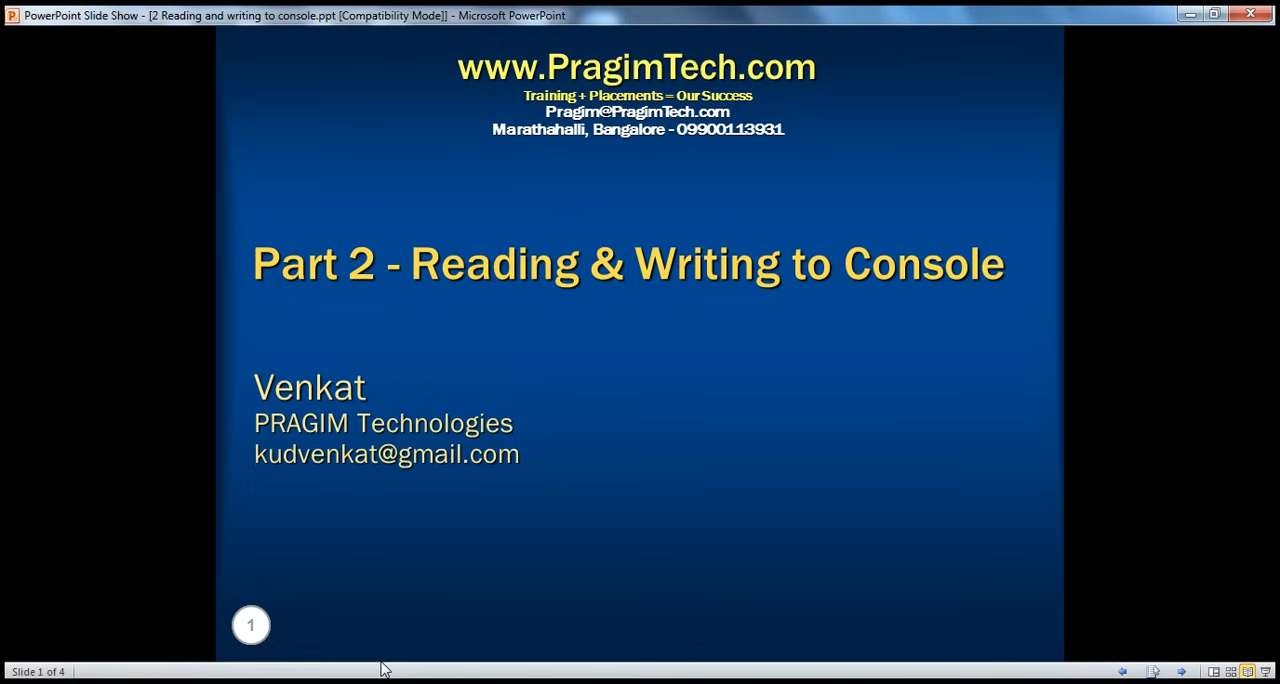 PowerPoint Slide Show - [2 Reading and writing to console.ppt [Compatibility Mode]] - Microsoft PowerPoint
www.PragimTech.com
Training + Placements = Our Success
Pragim@PragimTech.com
Marathahalli, Bangalore - 09900113931
Part 2 - Reading & Writing to Console
Venkat
PRAGIM Technologies
kudvenkat@gmail.com
1
Slide 1 of 4